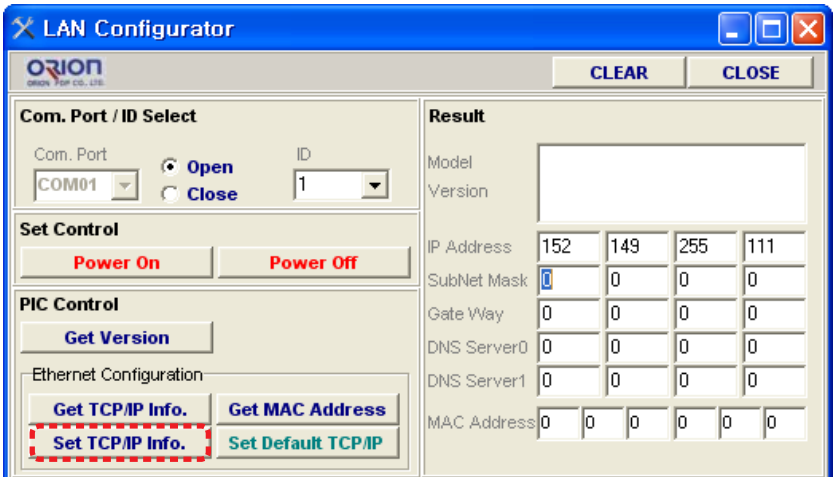 LAN Configurator
ORION
ORION PDP CO., LTD.
CLEAR CLOSE
Com. Port / ID Select
Com. Port ID
COM01 Open 1
Close
Set Control
Power On Power Off
PIC Control
Get Version
Ethernet Configuration
Get TCP/IP Info. Get MAC Address
Set TCP/IP Info. Set Default TCP/IP
Result
Model
Version
IP Address 152 149 255 111
SubNet Mask 0 0 0 0
Gate Way 0 0 0 0
DNS Server0 0 0 0 0
DNS Server1 0 0 0 0
MAC Address 0 0 0 0 0 0